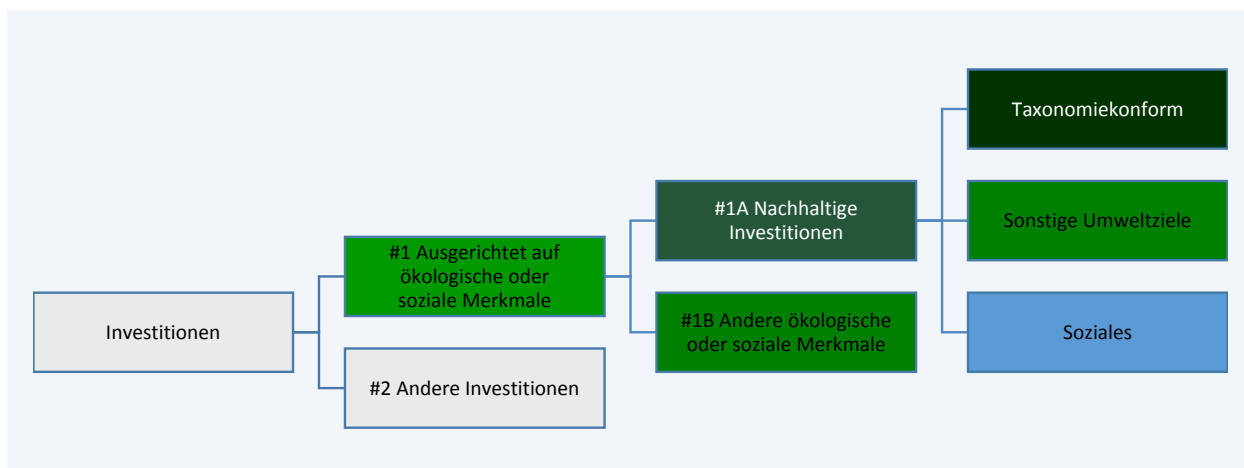 Investitionen
#1 Ausgerichtet auf
ökologische oder
soziale Merkmale
#2 Andere Investitionen
#1A Nachhaltige
Investitionen
#1B Andere ökologische
oder soziale Merkmale
Taxonomiekonform
Sonstige Umweltziele
Soziales